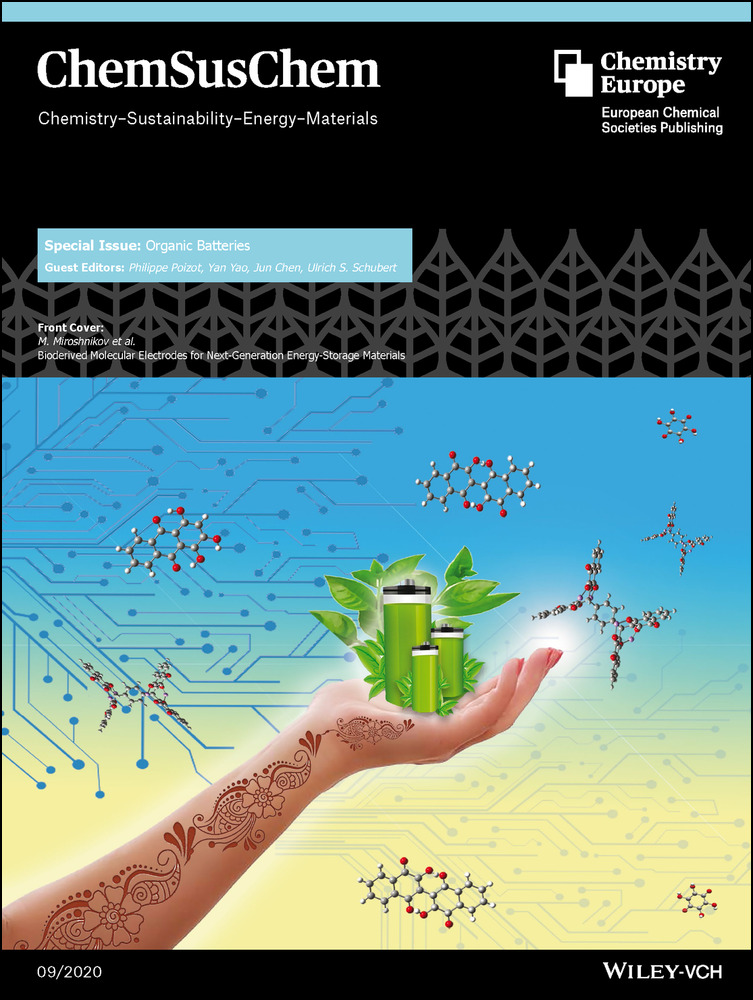 ChemSusChem
Chemistry–Sustainability–Energy–Materials
Chemistry
Europe
European Chemical
Societies Publishing
Special Issue: Organic Batteries
Guest Editors: Philippe Poizot, Yan Yao, Jun Chen, Ulrich S. Schubert
Front Cover:
M. Miroshnikov et al.
Bioderived Molecular Electrodes for Next-Generation Energy-Storage Materials
09/2020
WILEY-VCH